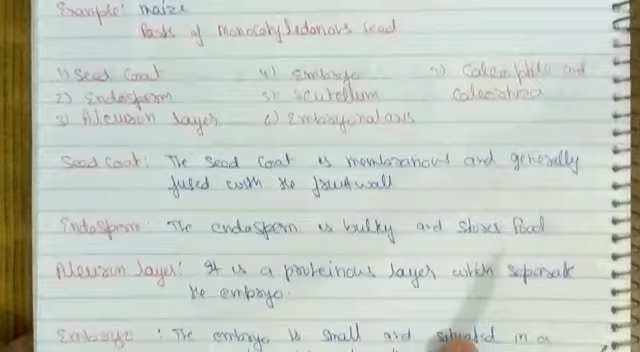 Example: maize
Parts of Monocotyledonous seed
1) Seed Coat 4) Embryo 7) Coleoptile and
2) Endosperm 5) Scutellum Coleorhiza
3) Aleuron layer 6) Embryonal axis
Seed Coat: The seed coat is membranous and generally
fused with the fruitwall
Endosperm: The endosperm is bulky and stores food
Aleuron layer: It is a proteinous layer which separate
the embryo.
Embryo : The embryo is small and situated in a